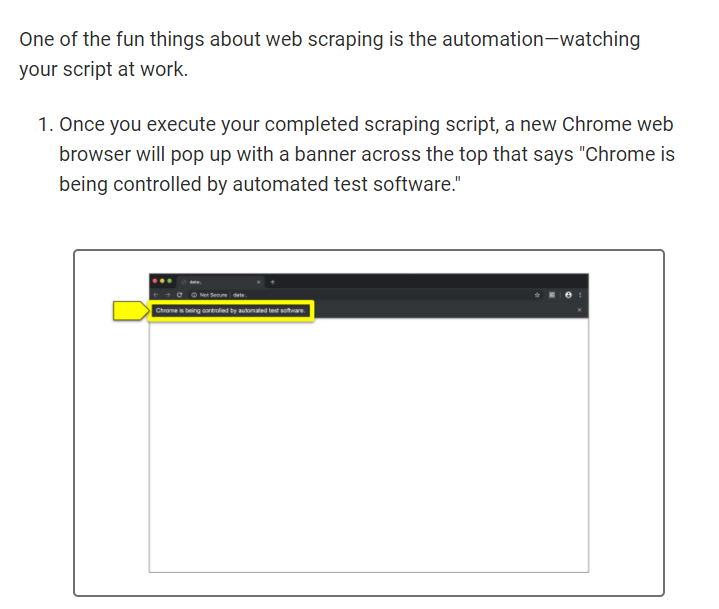 One of the fun things about web scraping is the automation—watching
your script at work.
1. Once you execute your completed scraping script, a new Chrome web
browser will pop up with a banner across the top that says "Chrome is
being controlled by automated test software."
data:,
Not Secure data:,
Chrome is being controlled by automated test software.